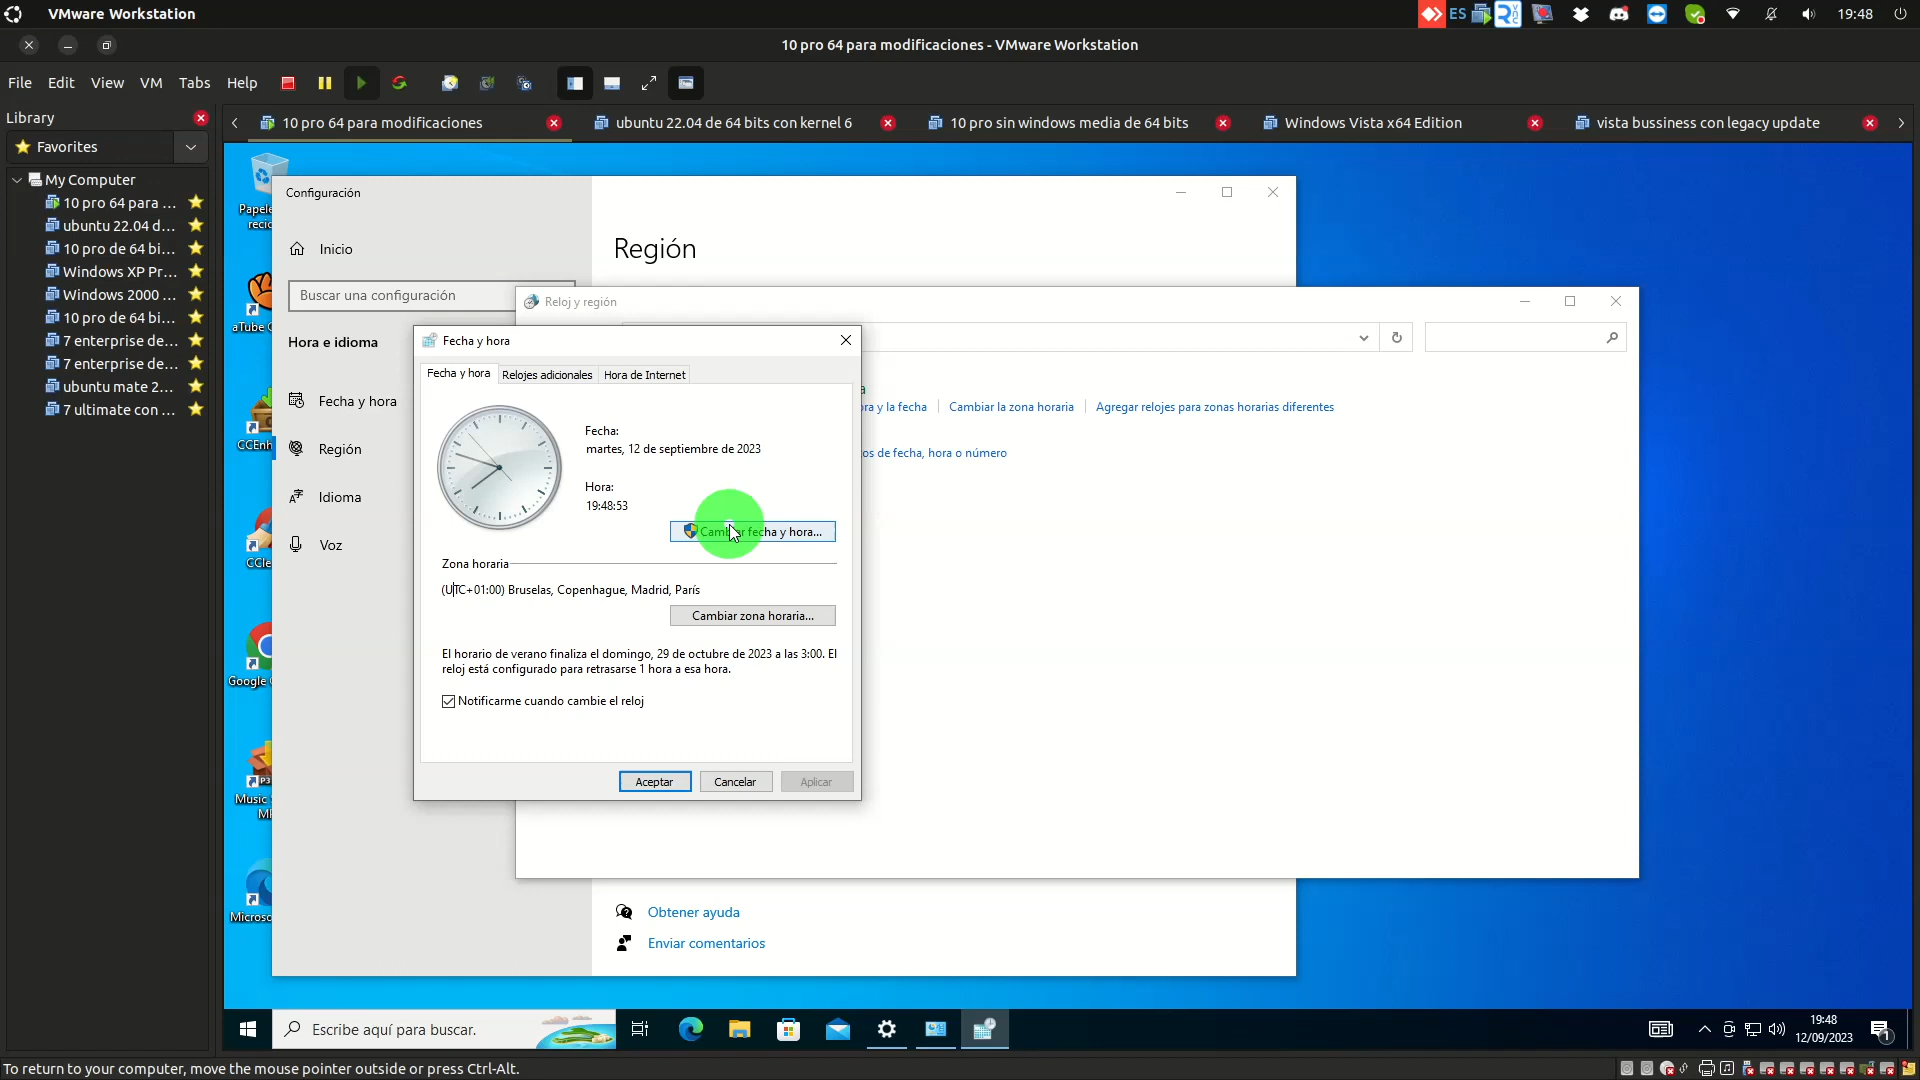 VMware Workstation
ES
19:48
10 pro 64 para modificaciones - VMware Workstation
File Edit View VM Tabs Help
Library
Favorites
My Computer
10 pro 64 para ...
ubuntu 22.04 d...
10 pro de 64 bi...
Windows XP Pr...
Windows 2000 ...
10 pro de 64 bi...
7 enterprise de...
7 enterprise de...
ubuntu mate 2...
7 ultimate con ...
10 pro 64 para modificaciones
ubuntu 22.04 de 64 bits con kernel 6
10 pro sin windows media de 64 bits
Windows Vista x64 Edition
vista bussiness con legacy update
Configuración
Inicio
Buscar una configuración
Hora e idioma
Fecha y hora
Región
Idioma
Voz
Región
Obtener ayuda
Enviar comentarios
Reloj y región
ora y la fecha
Cambiar la zona horaria
Agregar relojes para zonas horarias diferentes
os de fecha, hora o número
Fecha y hora
Fecha y hora
Relojes adicionales
Hora de Internet
Fecha:
martes, 12 de septiembre de 2023
Hora:
19:48:53
Cambiar fecha y hora...
Zona horaria
(UTC+01:00) Bruselas, Copenhague, Madrid, París
Cambiar zona horaria...
El horario de verano finaliza el domingo, 29 de octubre de 2023 a las 3:00. El
reloj está configurado para retrasarse 1 hora a esa hora.
Notificarme cuando cambie el reloj
Aceptar
Cancelar
Aplicar
Escribe aquí para buscar.
19:48
12/09/2023
1
To return to your computer, move the mouse pointer outside or press Ctrl-Alt.